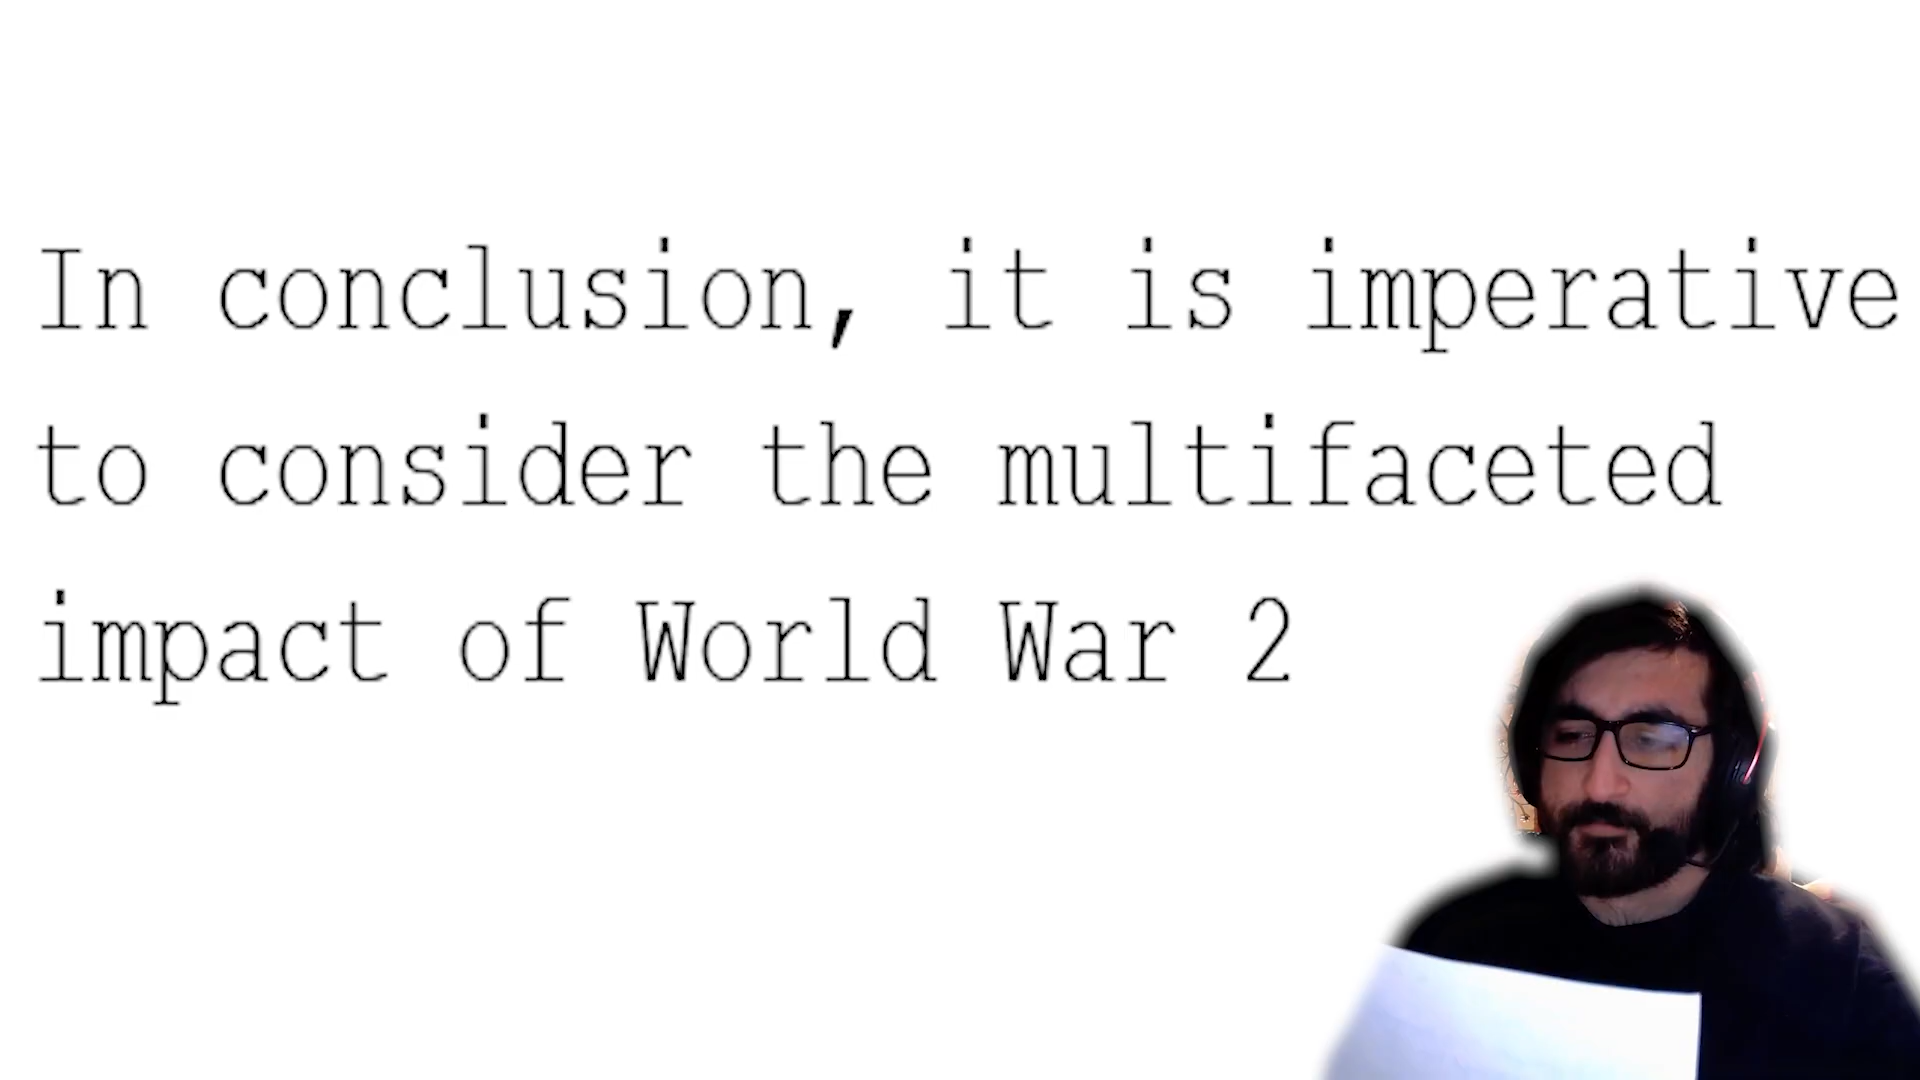 In conclusion, it is imperative
to consider the multifaceted
impact of World War 2